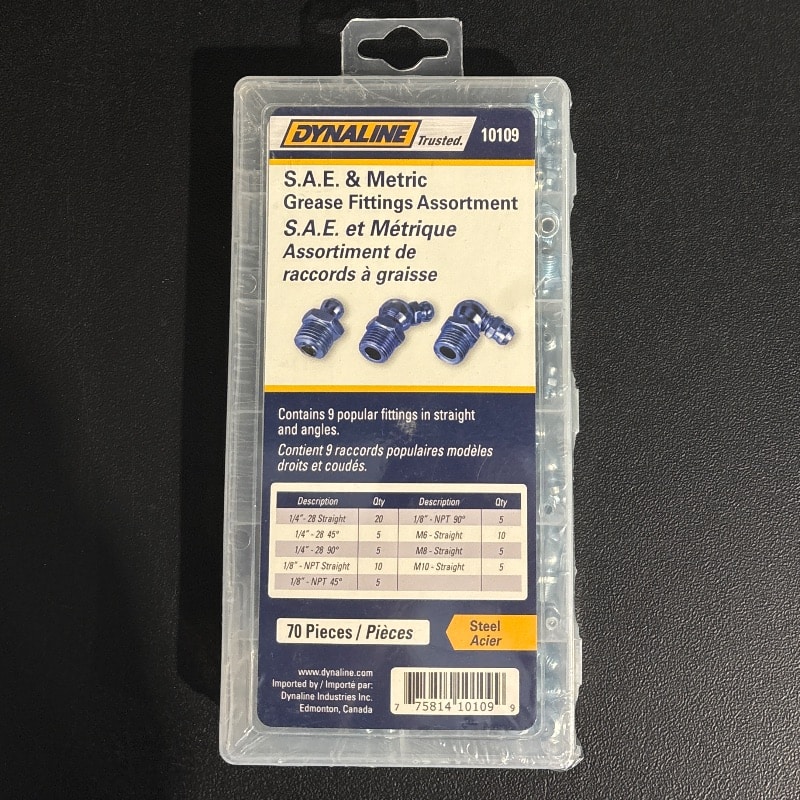 DYNALINE Trusted. 10109
S.A.E. & Metric
Grease Fittings Assortment
S.A.E. et Métrique
Assortiment de
raccords à graisse
Contains 9 popular fittings in straight
and angles.
Contient 9 raccords populaires modèles
droits et coudés.
Description Qty Description Qty
1/4"- 28 Straight 20 1/8" - NPT 90° 5
1/4" - 28 45° 5 M6 - Straight 10
1/4" - 28 90° 5 M8 - Straight 5
1/8" - NPT Straight 10 M10 - Straight 5
1/8" - NPT 45° 5
70 Pieces / Pièces
Steel
Acier
www.dynaline.com
Imported by / Importé par:
Dynaline Industries Inc.
Edmonton, Canada
7 75814 10109 9